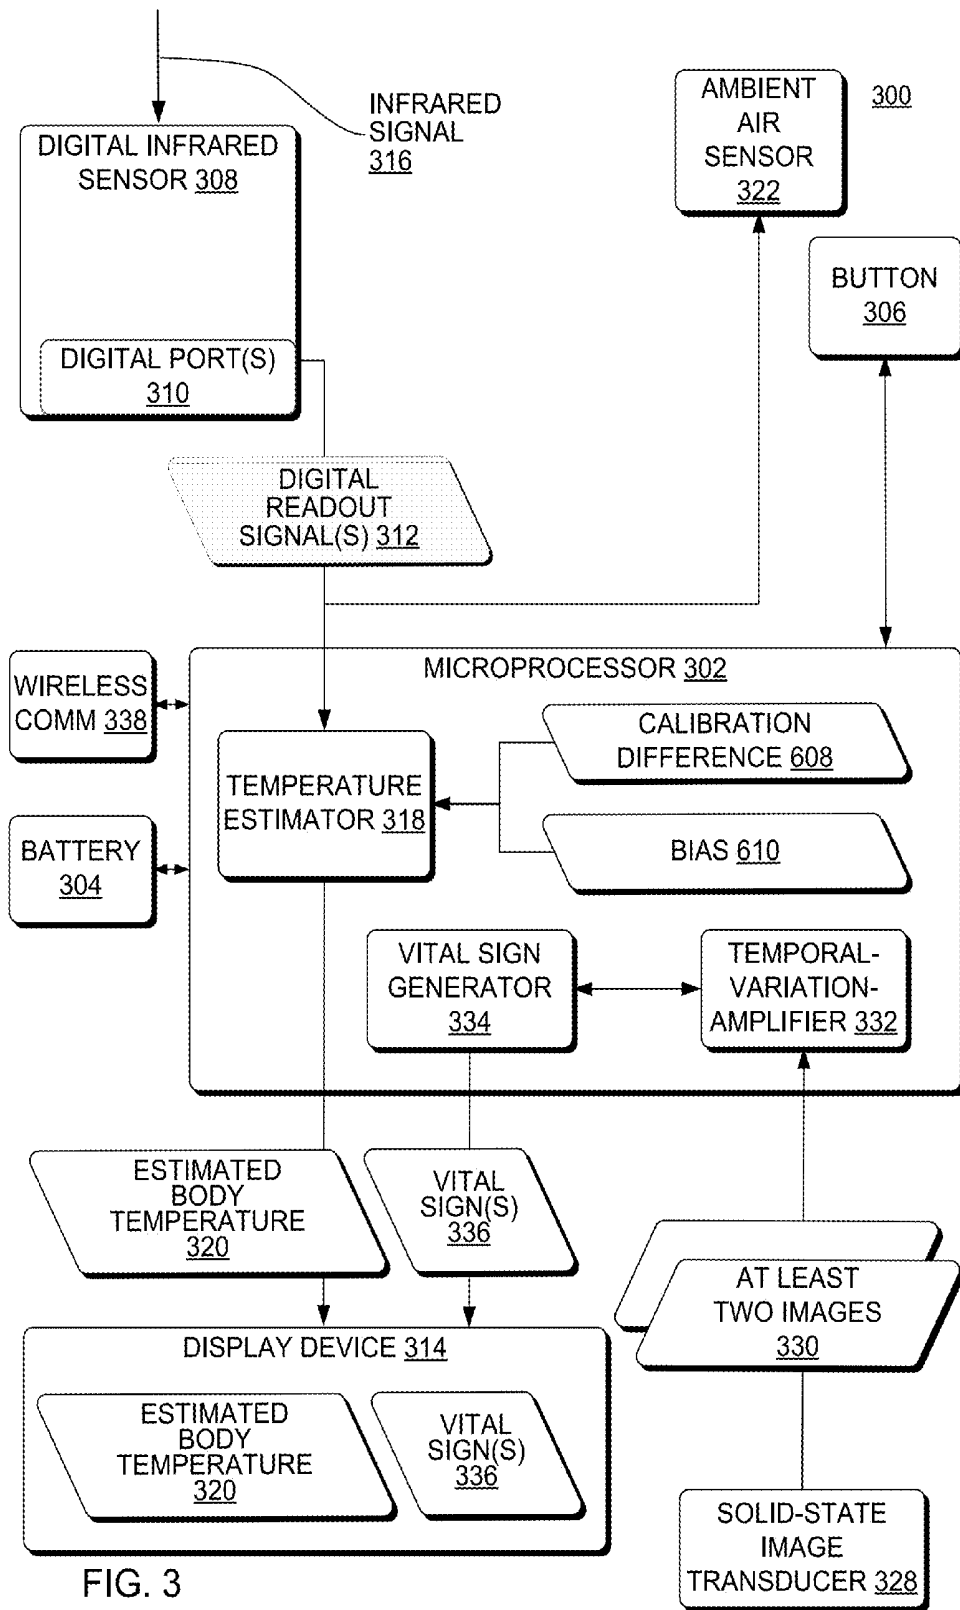 INFRARED
SIGNAL
316
AMBIENT
AIR
SENSOR
322
300
DIGITAL INFRARED
SENSOR 308
BUTTON
306
DIGITAL PORT(S)
310
DIGITAL
READOUT
SIGNAL(S) 312
MICROPROCESSOR 302
WIRELESS
COMM 338
CALIBRATION
DIFFERENCE 608
TEMPERATURE
ESTIMATOR 318
BATTERY
304
BIAS 610
VITAL SIGN
GENERATOR
334
TEMPORAL-
VARIATION-
AMPLIFIER 332
ESTIMATED
BODY
TEMPERATURE
320
VITAL
SIGN(S)
336
AT LEAST
TWO IMAGES
330
DISPLAY DEVICE 314
ESTIMATED
BODY
TEMPERATURE
320
VITAL
SIGN(S)
336
SOLID-STATE
IMAGE
TRANSDUCER 328
FIG. 3